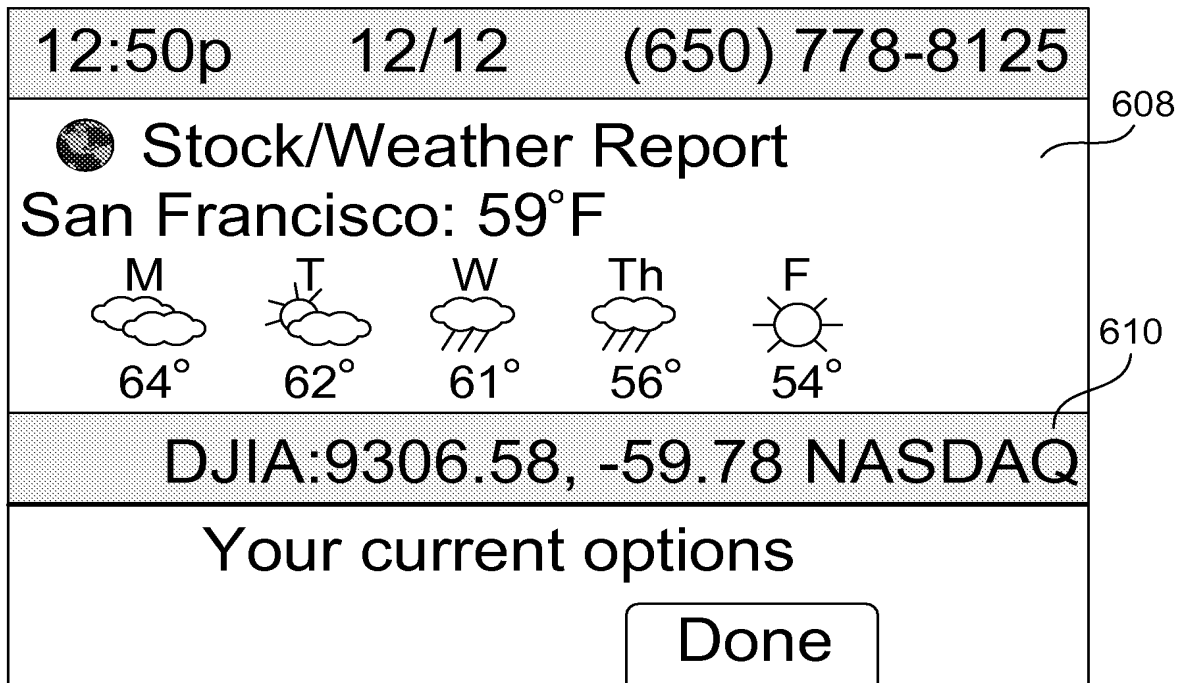 12:50p 12/12 (650) 778-8125
608
Stock/Weather Report
San Francisco: 59°F
M T W Th F
610
64° 62° 61° 56° 54°
DJIA:9306.58, -59.78 NASDAQ
Your current options
Done